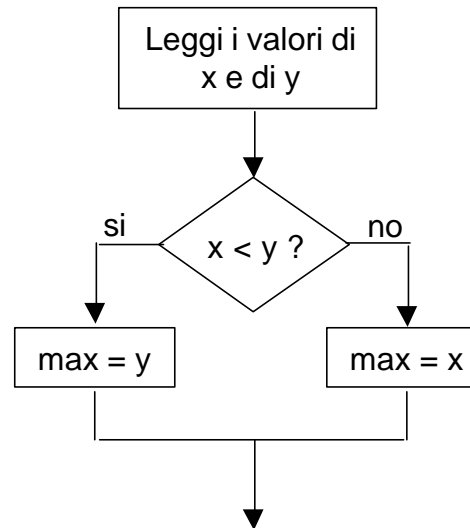 Leggi i valori di
x e di y
si
x < y ?
no
max = y
max = x